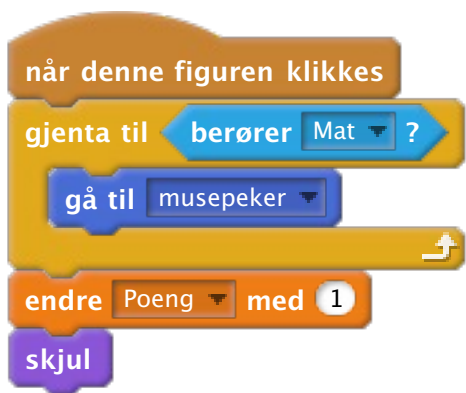 når denne figuren klikkes
gjenta til berører Mat ?
gå til musepeker
endre Poeng med 1
skjul